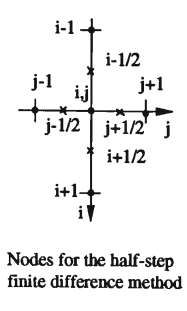 i-1
i-1/2
j-1
i,j
j+1
j-1/2
j+1/2
j
i+1/2
i+1
i
Nodes for the half-step
finite difference method